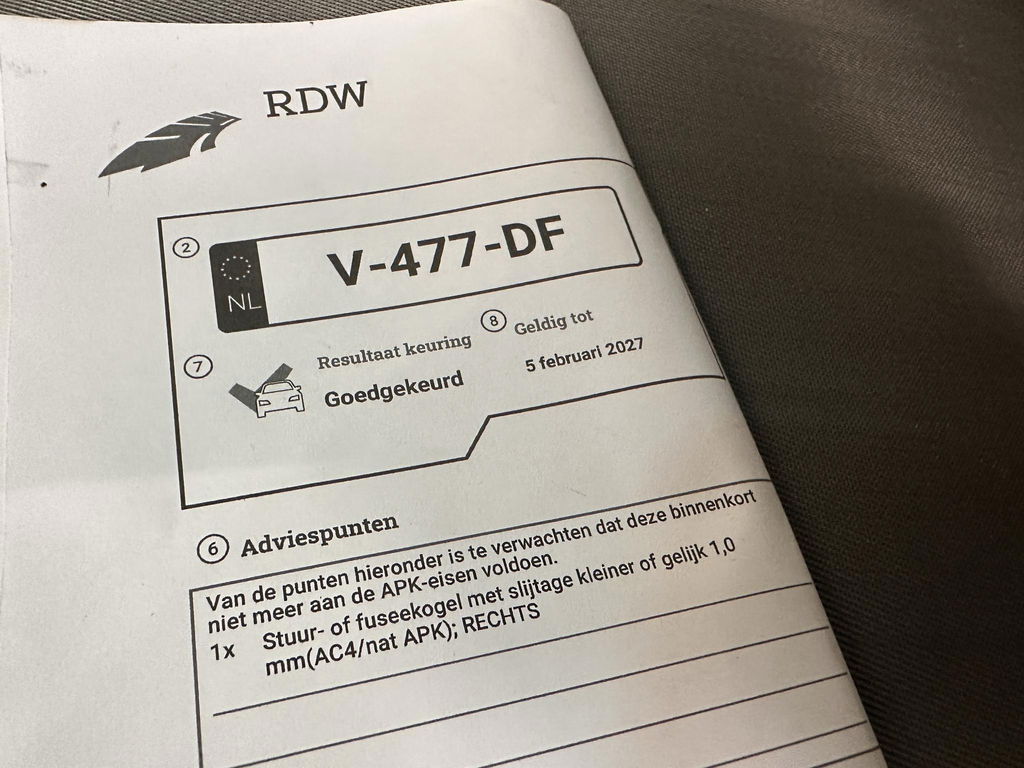 RDW
2
NL
V-477-DF
7
Resultaat keuring
Goedgekeurd
8
Geldig tot
5 februari 2027
6 Adviespunten
Van de punten hieronder is te verwachten dat deze binnenkort
niet meer aan de APK-eisen voldoen.
1x Stuur- of fuseekogel met slijtage kleiner of gelijk 1,0
mm(AC4/nat APK); RECHTS